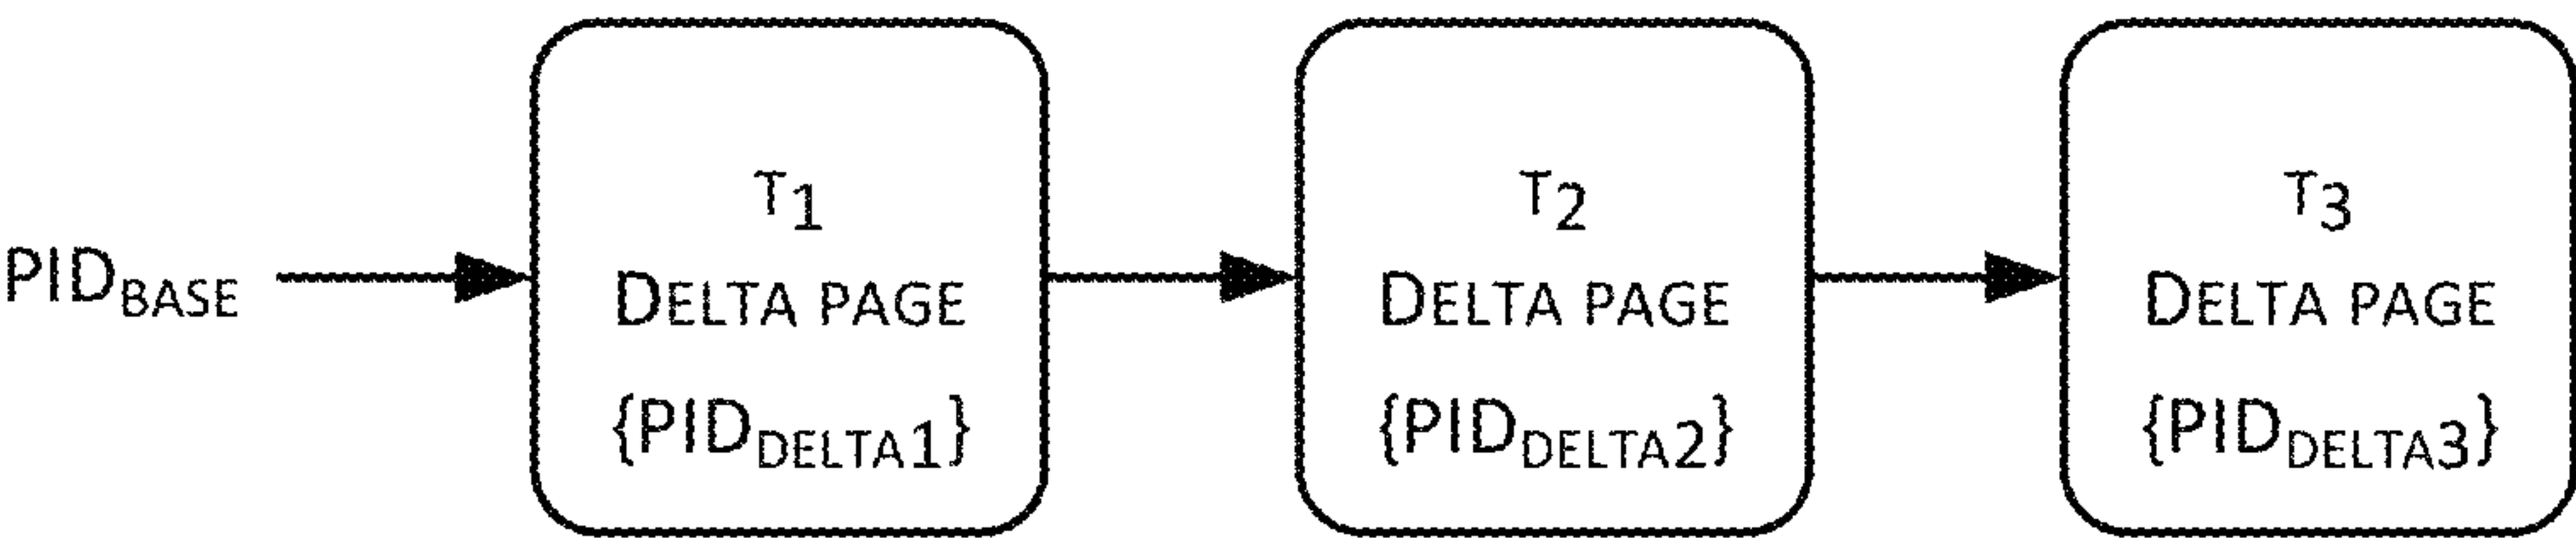 PIDBASE
T1
DELTA PAGE
{PIDDELTA1}
T2
DELTA PAGE
{PIDDELTA2}
T3
DELTA PAGE
{PIDDELTA3}